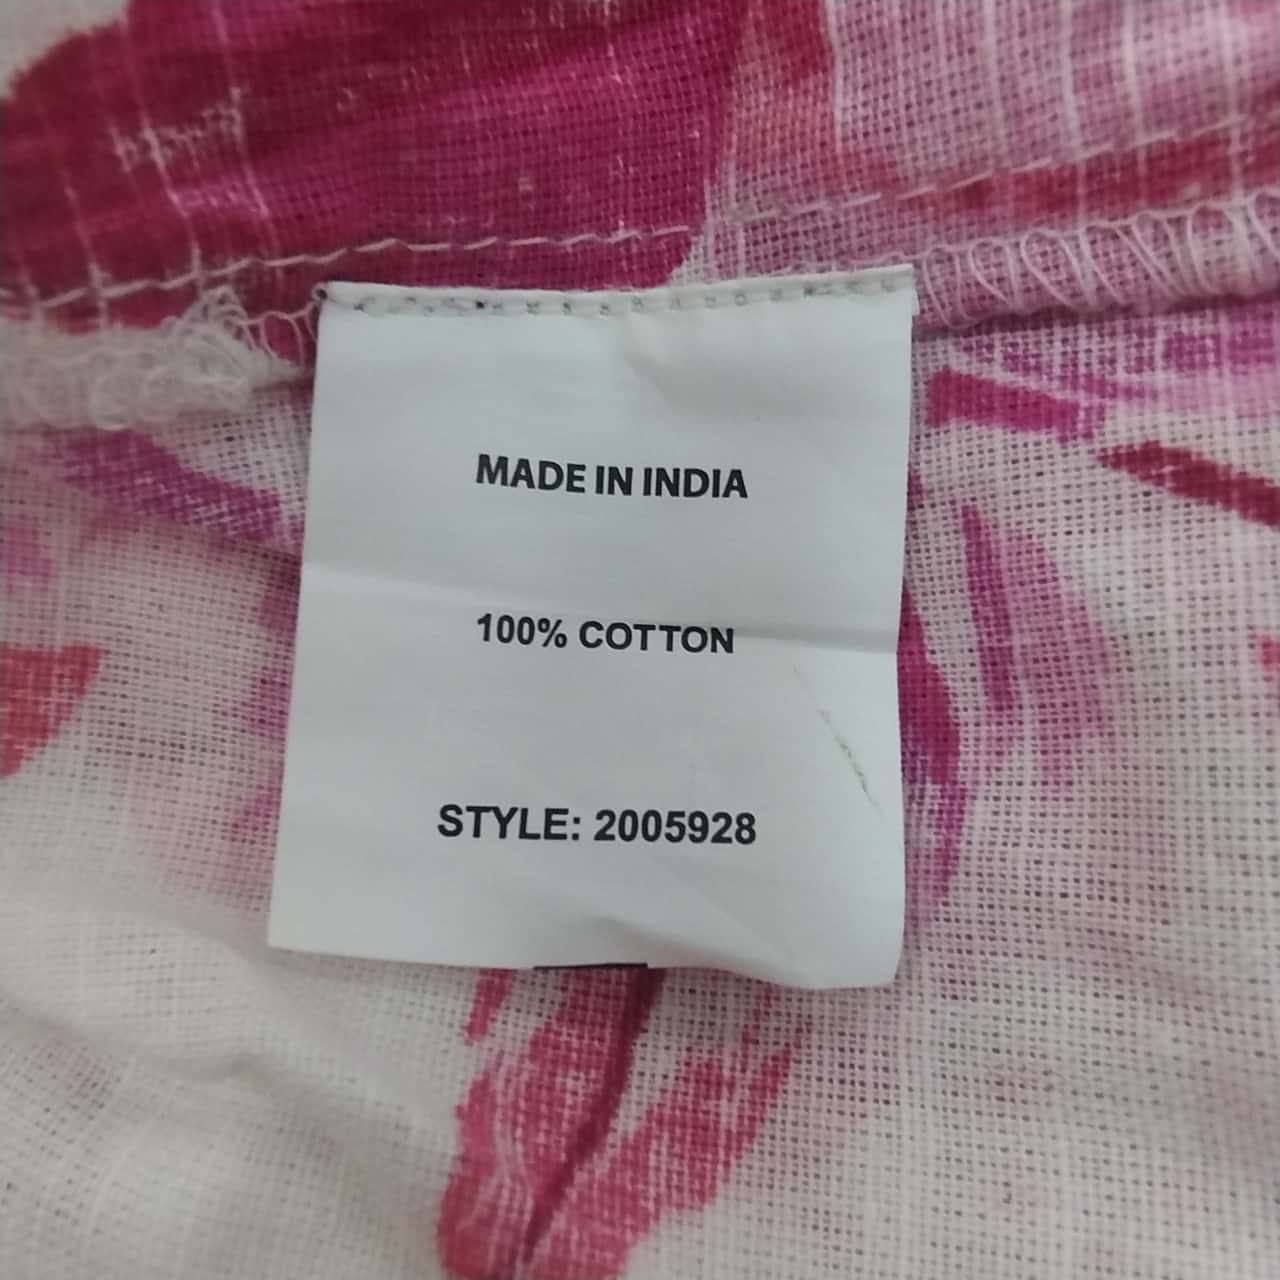 MADE IN INDIA
100% COTTON
STYLE: 2005928